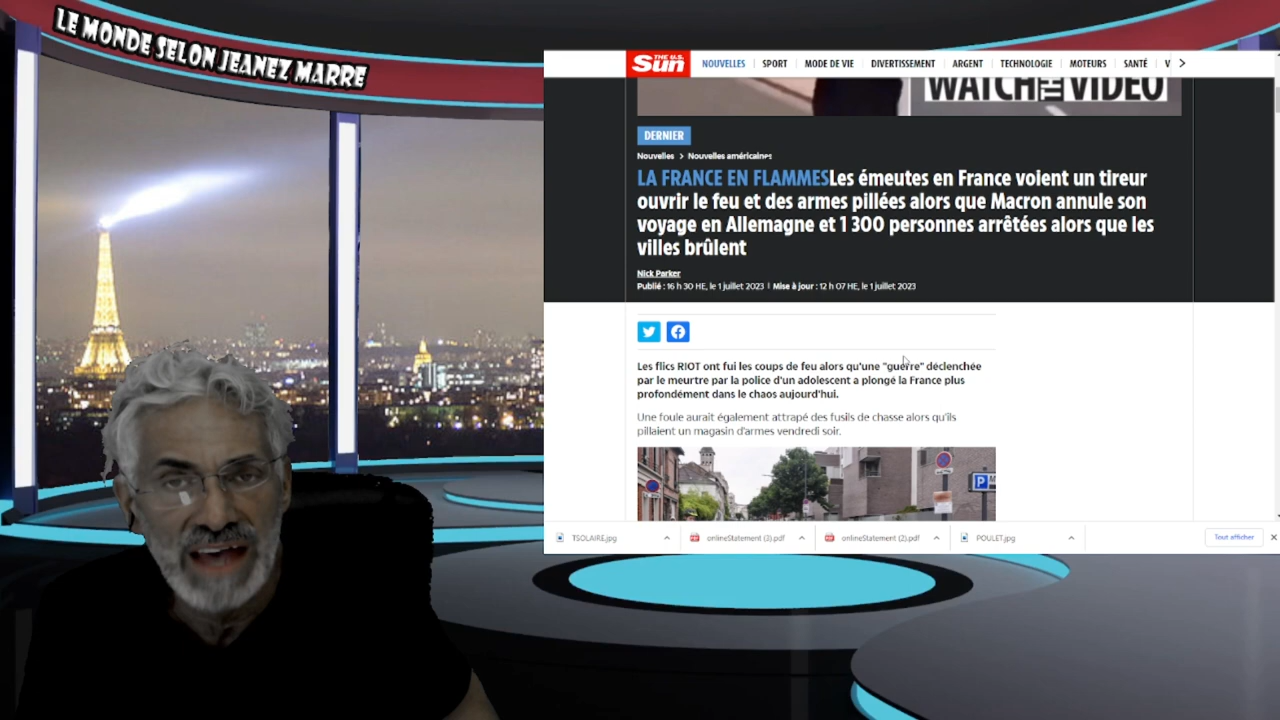 LE MONDE SELON JEANEZ MARRE
THE U.S.
Sun
NOUVELLES SPORT MODE DE VIE DIVERTISSEMENT ARGENT TECHNOLOGIE MOTEURS SANTÉ V
WATCH THE VIDEO
DERNIER
Nouvelles > Nouvelles américaines
LA FRANCE EN FLAMMESLes émeutes en France voient un tireur
ouvrir le feu et des armes pillées alors que Macron annule son
voyage en Allemagne et 1 300 personnes arrêtées alors que les
villes brûlent
Nick Parker
Publié : 16 h 30 HE, le 1 juillet 2023 | Mise à jour : 12 h 07 HE, le 1 juillet 2023
Les flics RIOT ont fui les coups de feu alors qu'une "guerre" déclenchée
par le meurtre par la police d'un adolescent a plongé la France plus
profondément dans le chaos aujourd'hui.
Une foule aurait également attrapé des fusils de chasse alors qu'ils
pillaient un magasin d'armes vendredi soir.
P
TSOLAIRE.jpg onlineStatement (3).pdf onlineStatement (2).pdf POULET.jpg Tout afficher